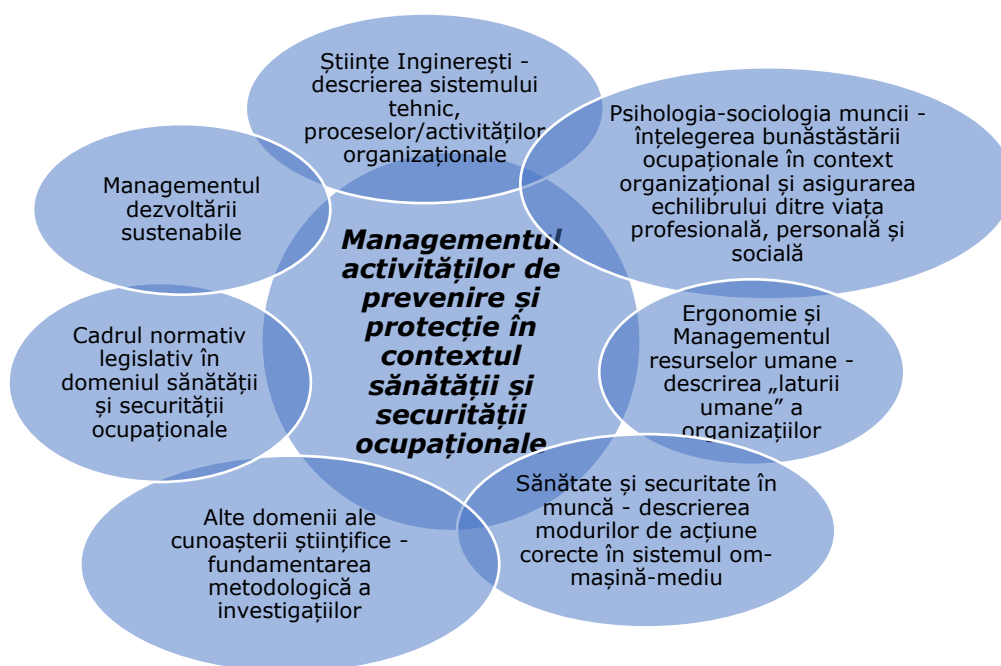 Științe Inginerești -
descrierea sistemului
tehnic,
proceselor/activităților
organizaționale
Psihologia-sociologia muncii -
înțelegerea bunăstăstării
ocupaționale în context
organizațional și asigurarea
echilibrului ditre viața
profesională, personală și
socială
Managementul
dezvoltării
sustenabile
Managementul
activităților de
prevenire și
protecție în
contextul
sănătății și
securității
ocupaționale
Ergonomie și
Managementul
resurselor umane -
descrirea „laturii
umane” a
organizațiilor
Cadrul normativ
legislativ în
domeniul sănătății
și securității
ocupaționale
Sănătate și securitate în
muncă - descrierea
modurilor de acțiune
corecte în sistemul om-
mașină-mediu
Alte domenii ale
cunoașterii științifice -
fundamentarea
metodologică a
investigațiilor